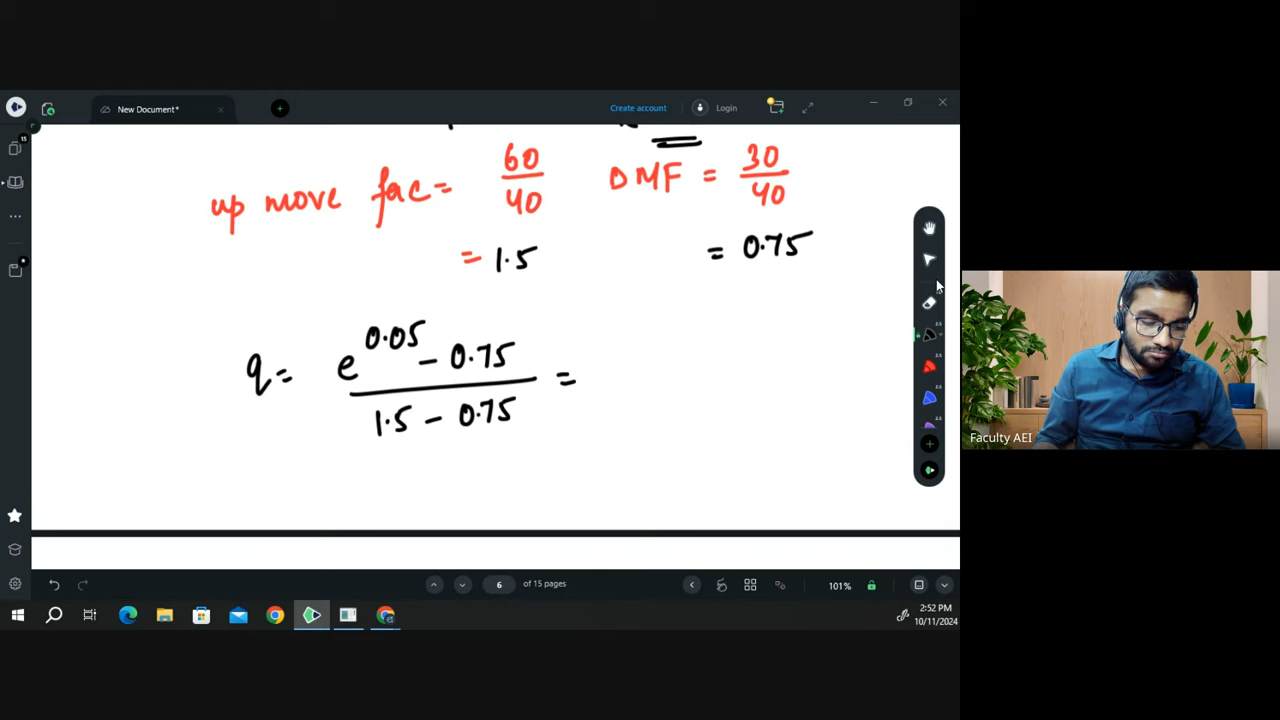 New Document*
Create account
Login
up move fac = 60/40 DMF = 30/40
= 1.5 = 0.75
q = e^0.05 - 0.75 / 1.5 - 0.75 =
Faculty AEI
6 of 15 pages
101%
2:52 PM
10/11/2024